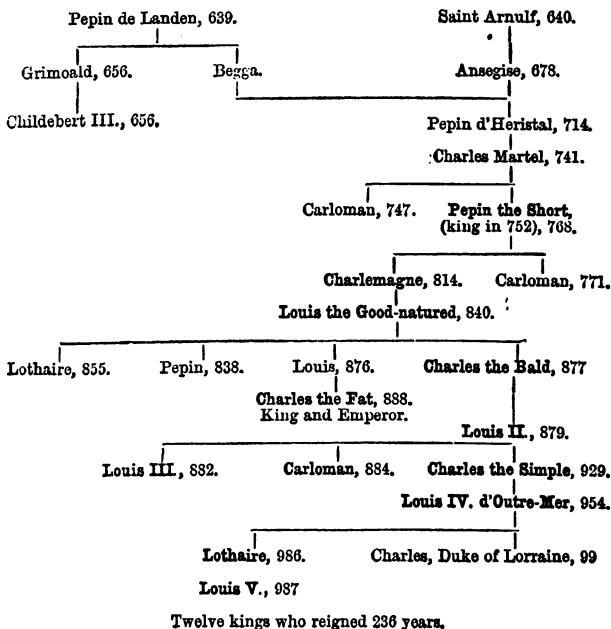 Pepin de Landen, 639. Saint Arnulf, 640.
Grimoald, 656. Begga. Ansegise, 678.
Childebert III., 656.
Pepin d'Heristal, 714.
Charles Martel, 741.
Carloman, 747. Pepin the Short,
(king in 752), 768.
Charlemagne, 814. Carloman, 771.
Louis the Good-natured, 840.
Lothaire, 855. Pepin, 838. Louis, 876. Charles the Bald, 877
Charles the Fat, 888.
King and Emperor.
Louis II., 879.
Louis III., 882. Carloman, 884. Charles the Simple, 929.
Louis IV. d'Outre-Mer, 954.
Lothaire, 986. Charles, Duke of Lorraine, 99
Louis V., 987
Twelve kings who reigned 236 years.